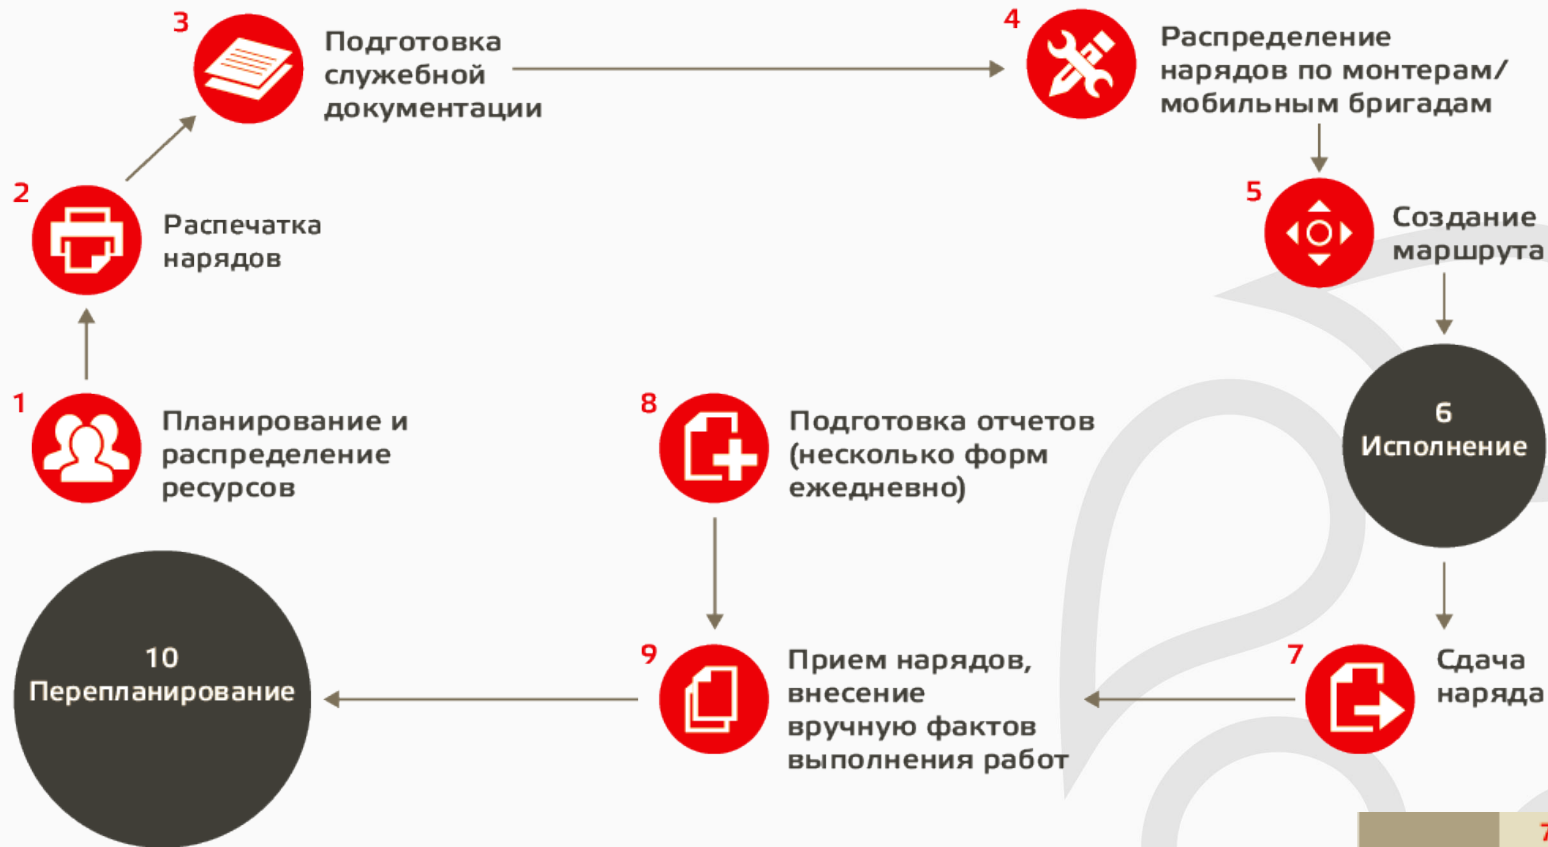 1
Планирование и
распределение
ресурсов
2
Распечатка
нарядов
3
Подготовка
служебной
документации
4
Распределение
нарядов по монтерам/
мобильным бригадам
5
Создание
маршрута
6
Исполнение
7
Сдача
наряда
8
Подготовка отчетов
(несколько форм
ежедневно)
9
Прием нарядов,
внесение
вручную фактов
выполнения работ
10
Перепланирование
7